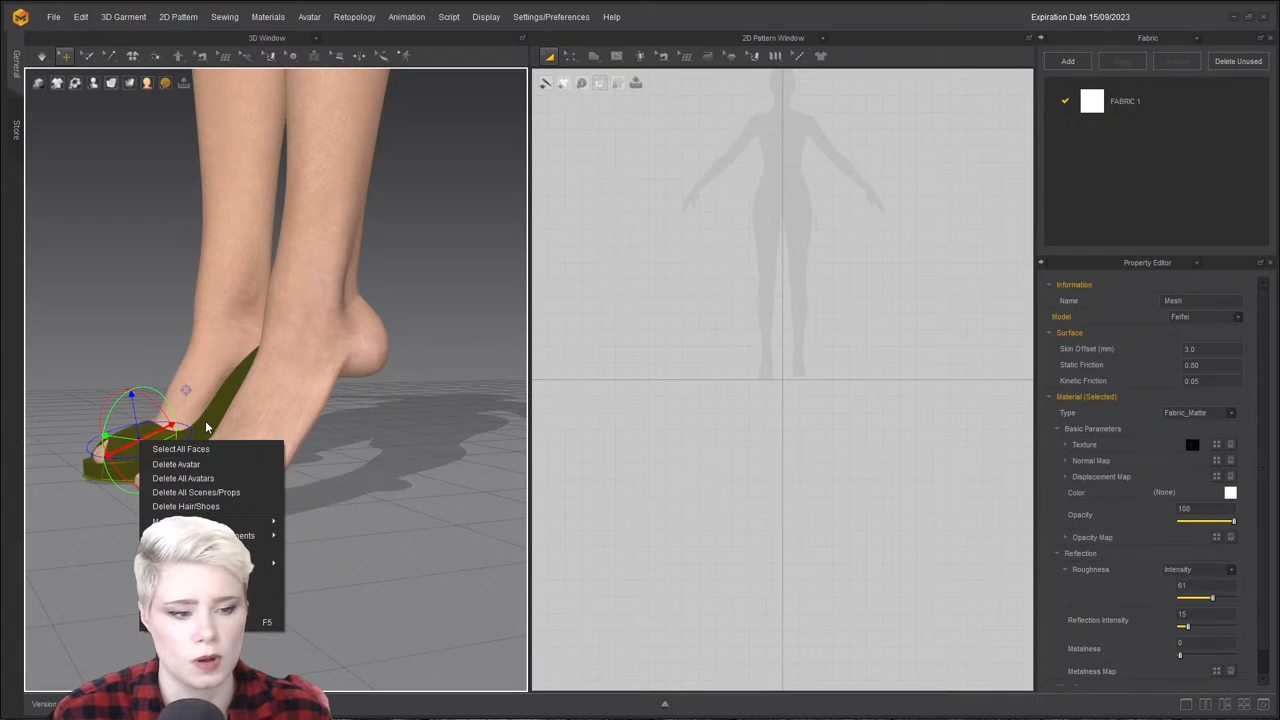 File Edit 3D Garment 2D Pattern Sewing Materials Avatar Retopology Animation Script Display Settings/Preferences Help Expiration Date 15/09/2023
3D Window
2D Pattern Window
Fabric
General
Store
Add
Delete Unused
FABRIC 1
Property Editor
Information
Name Mesh
Model Feifei
Surface
Skin Offset (mm) 3.0
Static Friction 0.80
Kinetic Friction 0.05
Material (Selected)
Type Fabric_Matte
Basic Parameters
Texture
Normal Map
Displacement Map
Color (None)
Opacity 100
Opacity Map
Reflection
Roughness Intensity
61
Reflection Intensity 15
Metalness 0
Metalness Map
Select All Faces
Delete Avatar
Delete All Avatars
Delete All Scenes/Props
Delete Hair/Shoes
F5